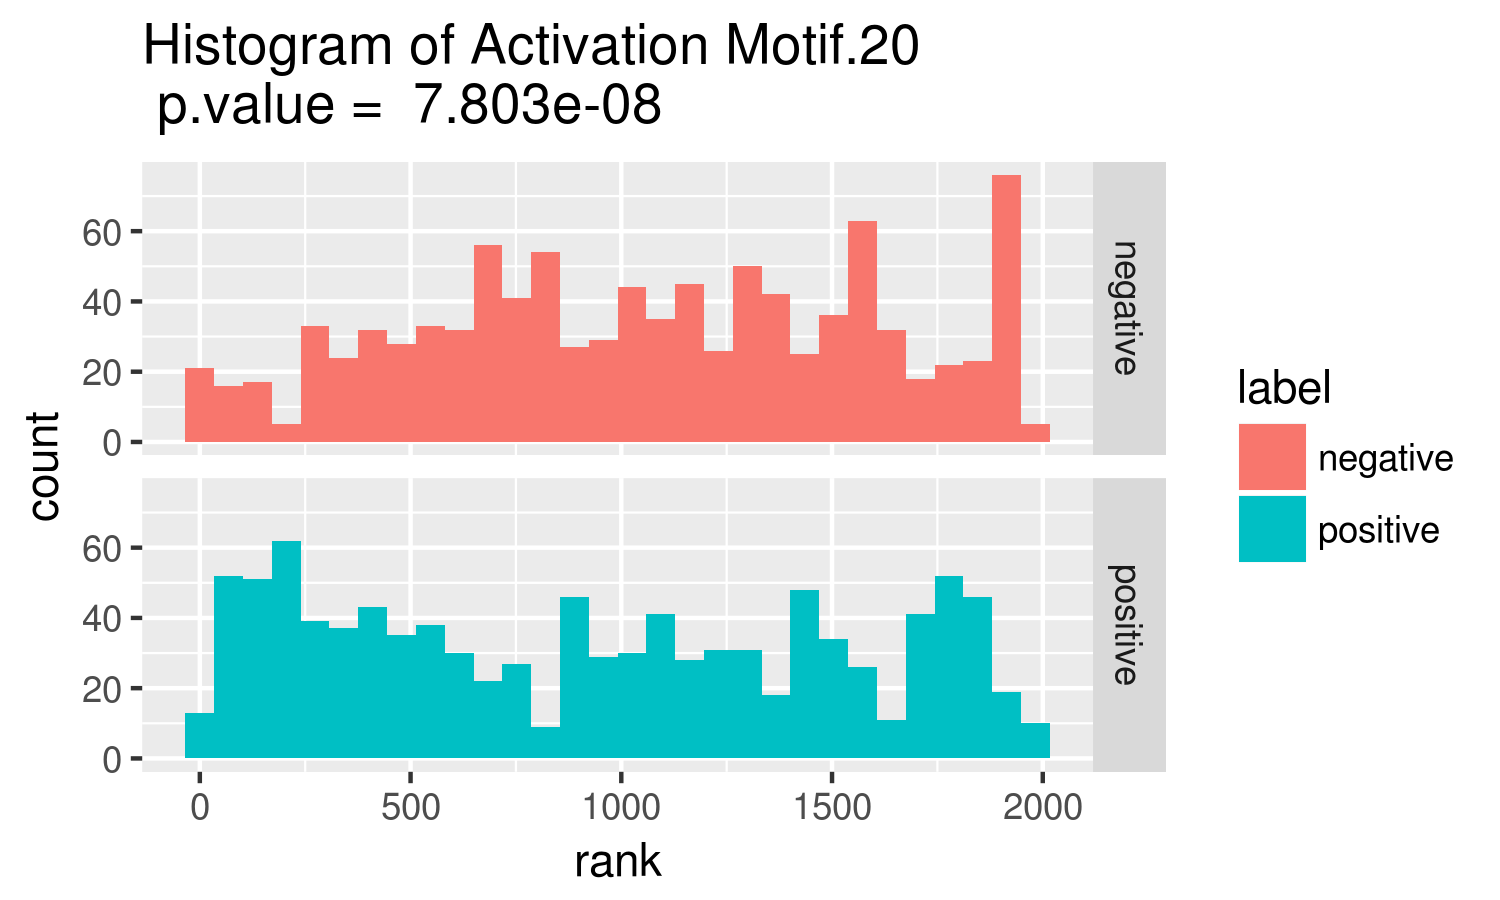 Histogram of Activation Motif.20
p.value = 7.803e-08
count
60
40
20
0
negative
60
40
20
0
positive
0 500 1000 1500 2000
rank
label
negative
positive